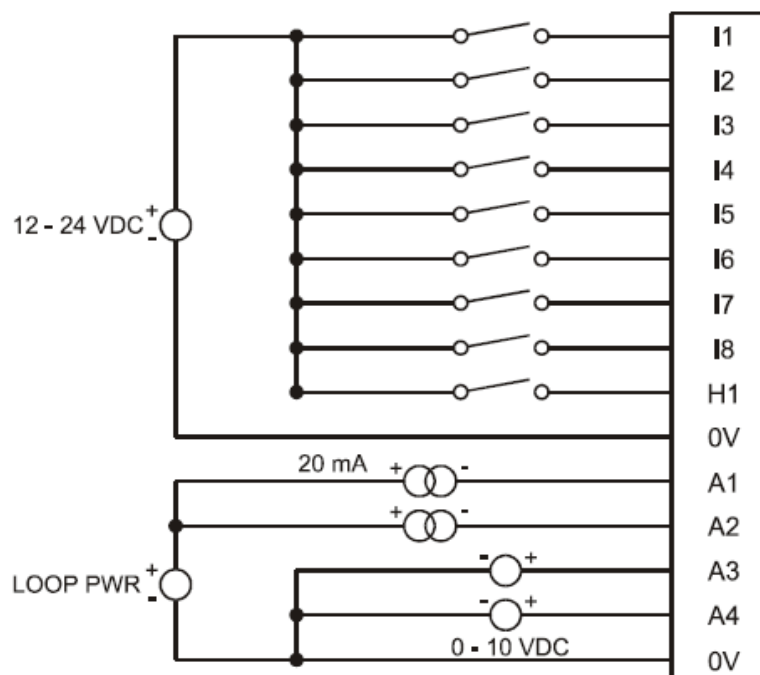 I1
I2
I3
I4
I5
12 - 24 VDC
+
-
I6
I7
I8
H1
0V
20 mA
+
-
A1
+
-
A2
LOOP PWR
+
-
-
+
A3
-
+
A4
0 - 10 VDC
0V